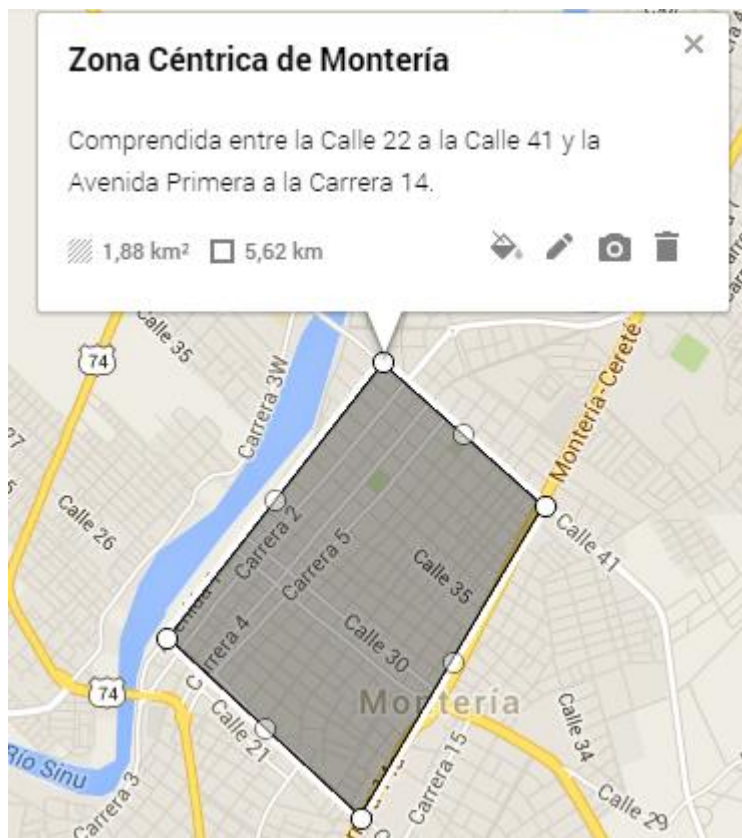 Zona Céntrica de Montería
Comprendida entre la Calle 22 a la Calle 41 y la
Avenida Primera a la Carrera 14.
1,88 km² 5,62 km
Calle 35
74
Carrera 3W
Montería-Cereté
Calle 26
Carrera 2
Carrera 5
Calle 35
Calle 41
Carrera 4
Calle 30
74
Montería
Calle 21
Río Sinu
Carrera 3
Carrera 15
Calle 34
Calle 29